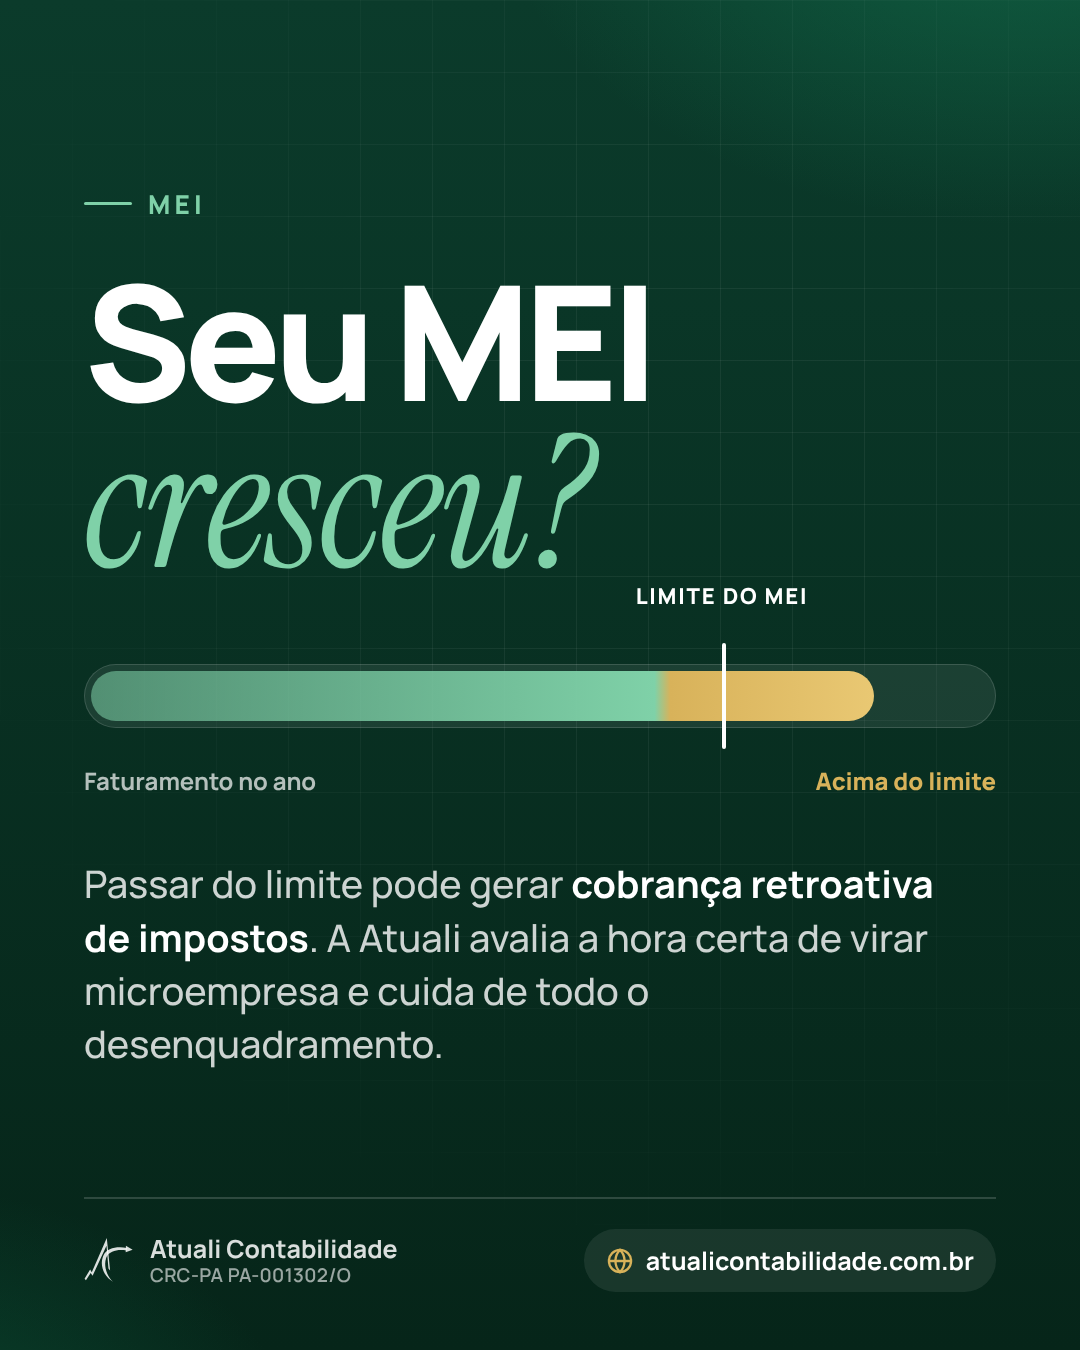 MEI
Seu MEI
cresceu?
LIMITE DO MEI
Faturamento no ano
Acima do limite
Passar do limite pode gerar cobrança retroativa
de impostos. A Atuali avalia a hora certa de virar
microempresa e cuida de todo o
desenquadramento.
Atuali Contabilidade
CRC-PA PA-001302/O
atualicontabilidade.com.br